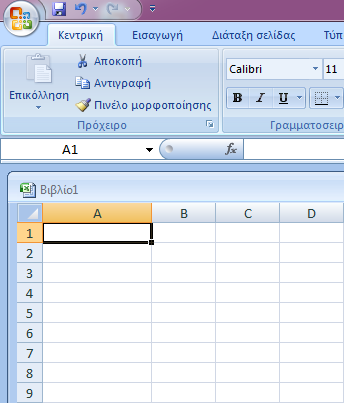 Κεντρική Εισαγωγή Διάταξη σελίδας Τύπ
Επικόλληση
Αποκοπή
Αντιγραφή
Πινέλο μορφοποίησης
Πρόχειρο
Calibri 11
B I U
Γραμματοσειρ
A1 fx
Βιβλίο1
A B C D
1
2
3
4
5
6
7
8
9